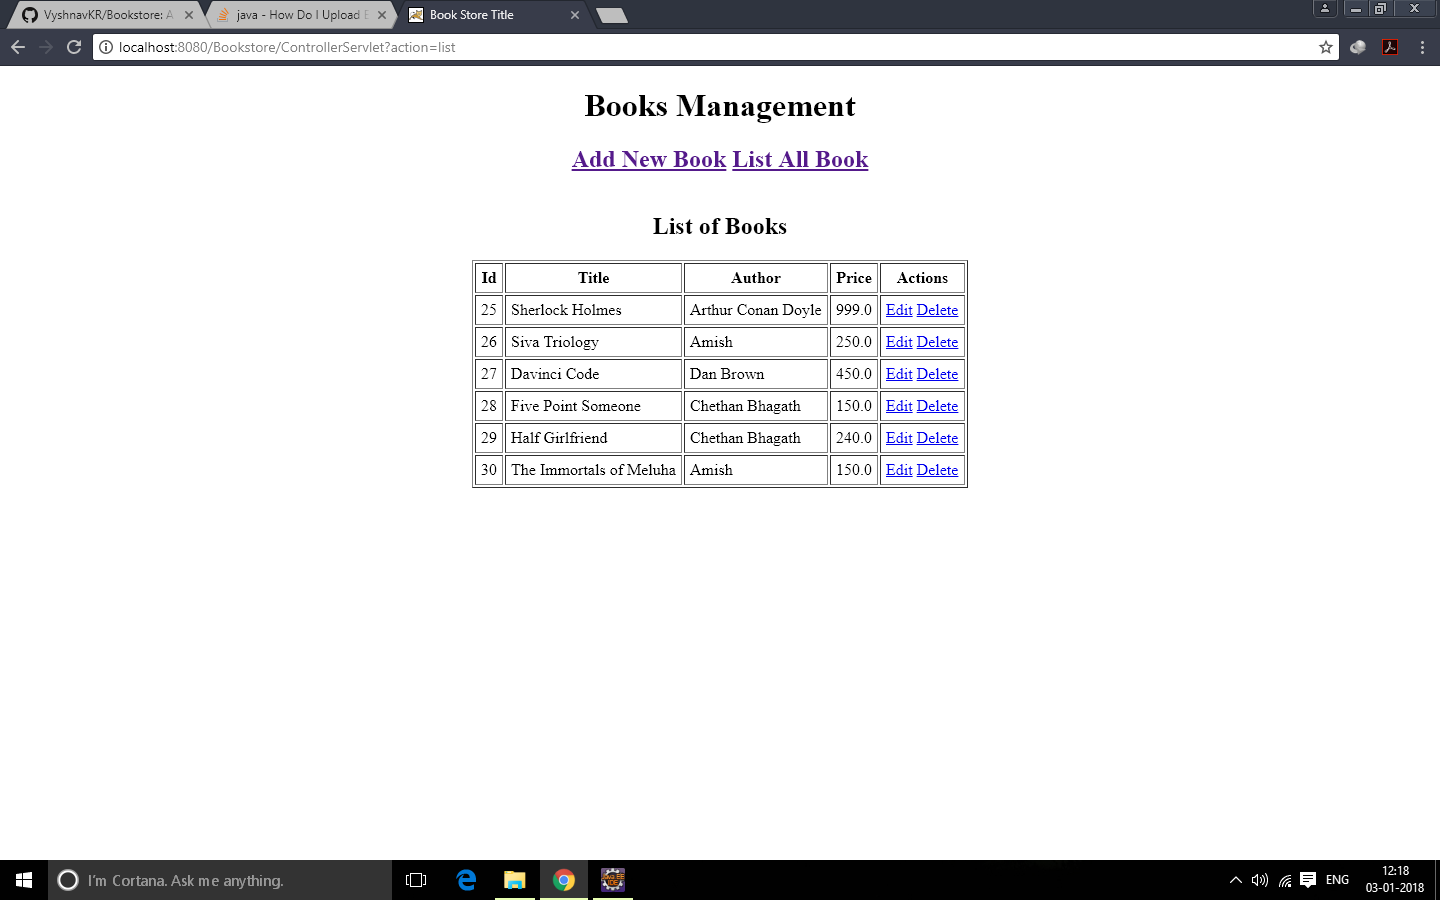 VyshnavKR/Bookstore: A
java - How Do I Upload E
Book Store Title
localhost:8080/Bookstore/ControllerServlet?action=list
Books Management
Add New Book List All Book
List of Books
Id Title Author Price Actions
25 Sherlock Holmes Arthur Conan Doyle 999.0 Edit Delete
26 Siva Triology Amish 250.0 Edit Delete
27 Davinci Code Dan Brown 450.0 Edit Delete
28 Five Point Someone Chethan Bhagath 150.0 Edit Delete
29 Half Girlfriend Chethan Bhagath 240.0 Edit Delete
30 The Immortals of Meluha Amish 150.0 Edit Delete
I'm Cortana. Ask me anything.
Java EE
IDE
ENG
12:18
03-01-2018